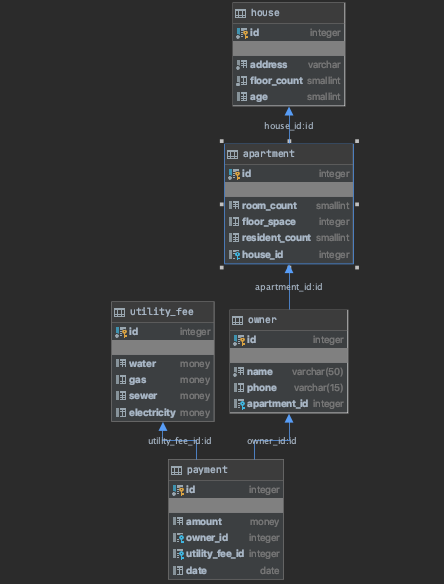 house
id integer
address varchar
floor_count smallint
age smallint
house_id:id
apartment
id integer
room_count smallint
floor_space integer
resident_count smallint
house_id integer
apartment_id:id
utility_fee
id integer
water money
gas money
sewer money
electricity money
owner
id integer
name varchar(50)
phone varchar(15)
apartment_id integer
utility_fee_id:id
owner_id:id
payment
id integer
amount money
owner_id integer
utility_fee_id integer
date date